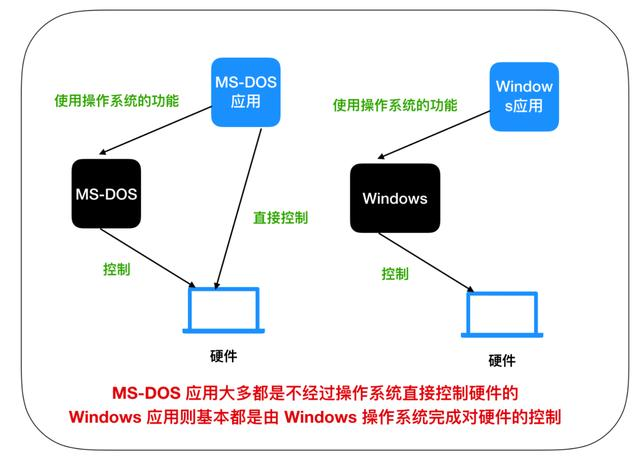 MS-DOS
应用
使用操作系统的功能
MS-DOS
直接控制
控制
硬件
Window
s应用
使用操作系统的功能
Windows
控制
硬件
MS-DOS 应用大多都是不经过操作系统直接控制硬件的
Windows 应用则基本都是由 Windows 操作系统完成对硬件的控制